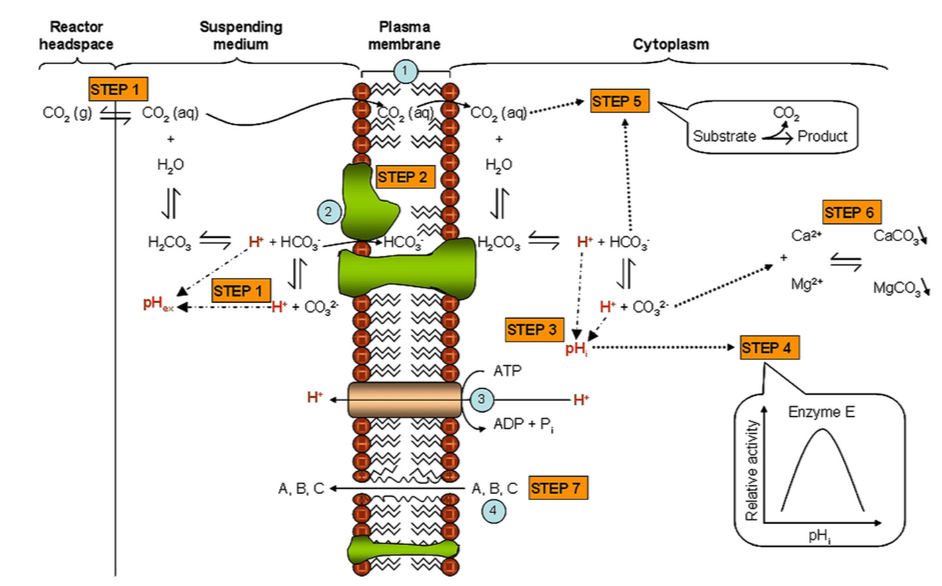 Reactor
headspace
Suspending
medium
Plasma
membrane
Cytoplasm
1
STEP 1
CO₂ (g) ⇌ CO₂ (aq)
CO₂ (aq)
CO₂ (aq)
STEP 5
CO₂
Substrate → Product
+
H₂O
+
H₂O
STEP 2
2
STEP 6
H₂CO₃ ⇌ H⁺ + HCO₃⁻
HCO₃⁻
H₂CO₃ ⇌ H⁺ + HCO₃⁻
Ca²⁺
CaCO₃
+
Mg²⁺
MgCO₃
STEP 1
pHₑₓ
H⁺ + CO₃²⁻
H⁺ + CO₃²⁻
STEP 3
pHᵢ
STEP 4
ATP
H⁺
3
H⁺
ADP + Pᵢ
Enzyme E
Relative activity
pHᵢ
A, B, C
A, B, C
STEP 7
4